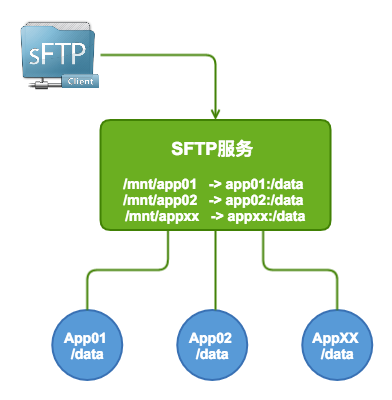 sFTP
Client
SFTP服务
/mnt/app01 -> app01:/data
/mnt/app02 -> app02:/data
/mnt/appxx -> appxx:/data
App01
/data
App02
/data
AppXX
/data